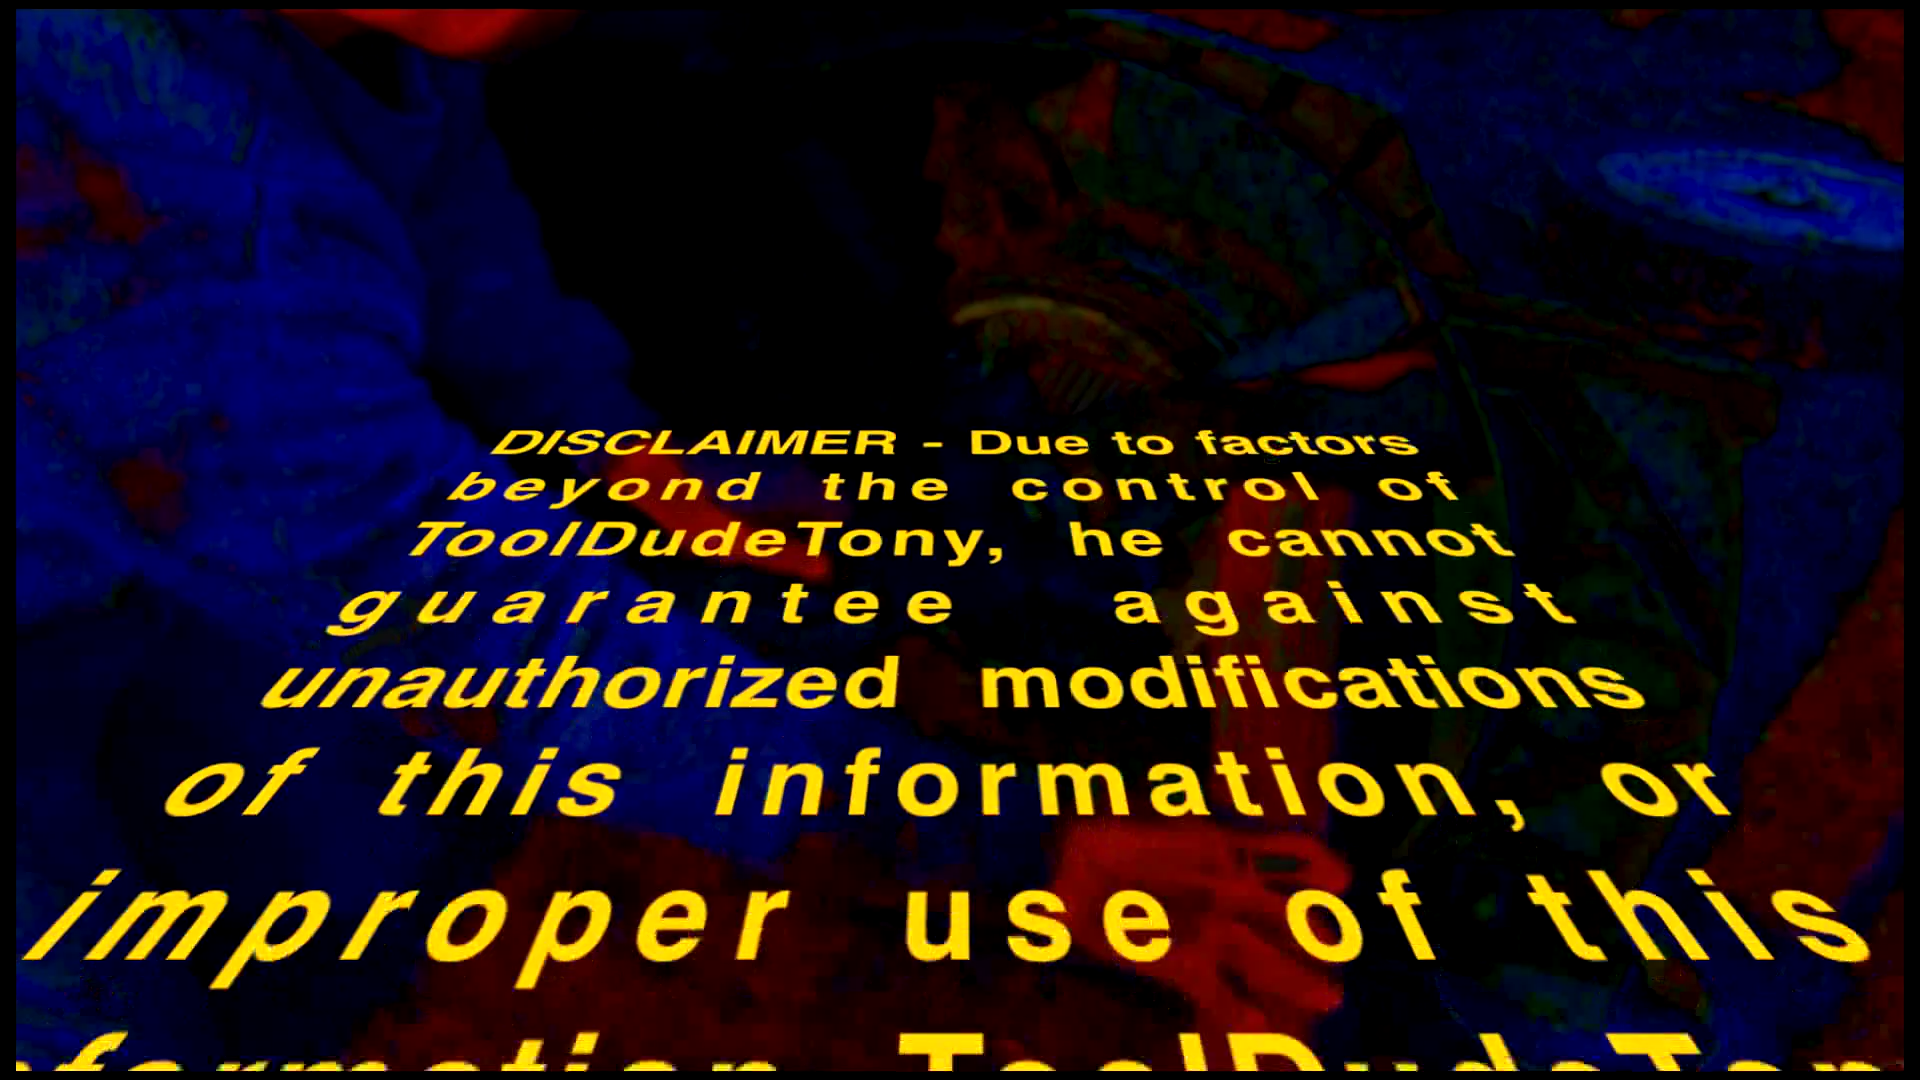 DISCLAIMER - Due to factors
beyond the control of
ToolDudeTony, he cannot
guarantee against
unauthorized modifications
of this information, or
improper use of this